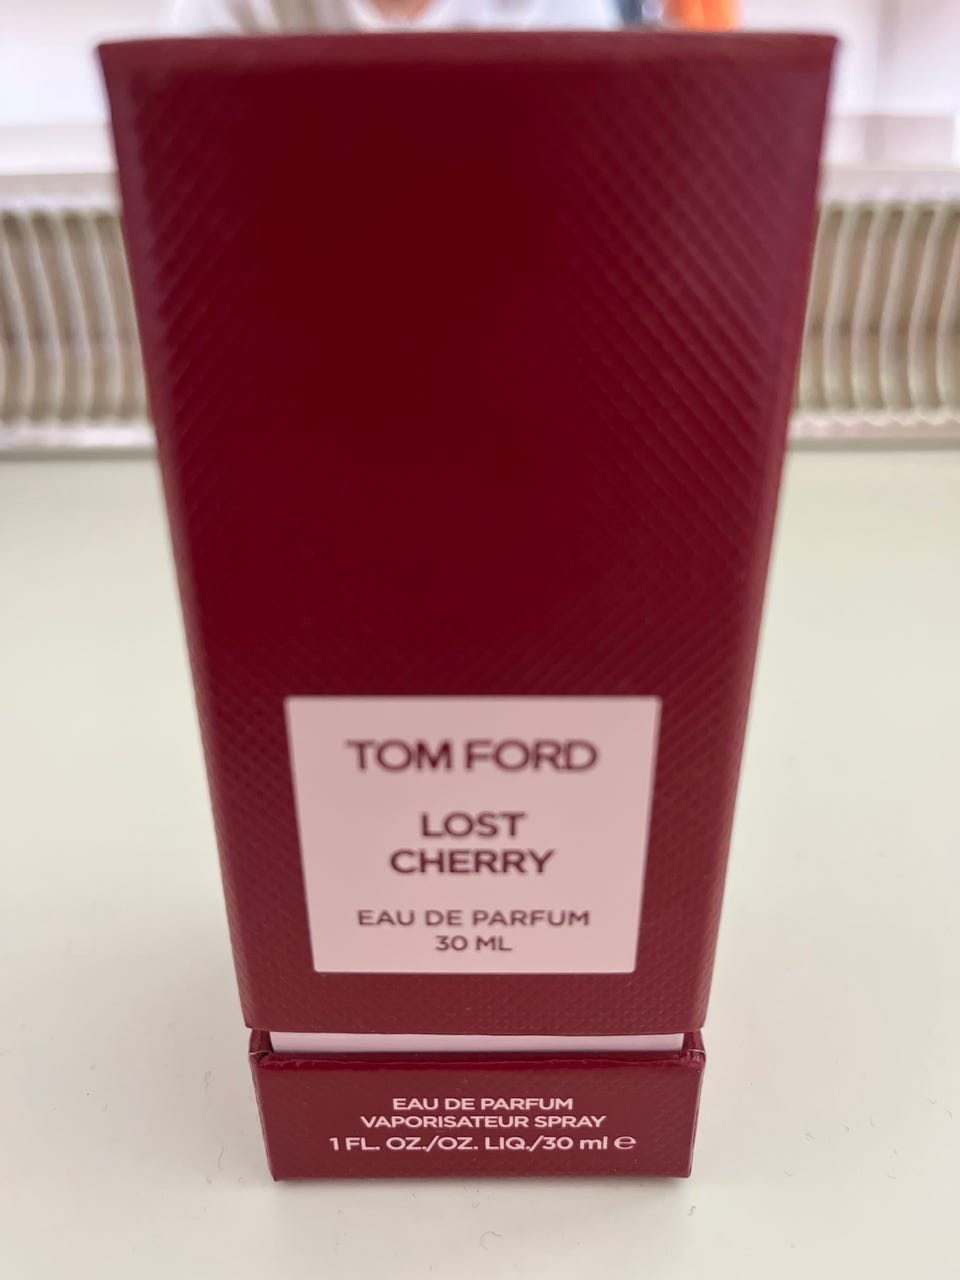 TOM FORD
LOST
CHERRY
EAU DE PARFUM
30 ML
EAU DE PARFUM
VAPORISATEUR SPRAY
1 FL. OZ./OZ. LIQ./30 ml ℮